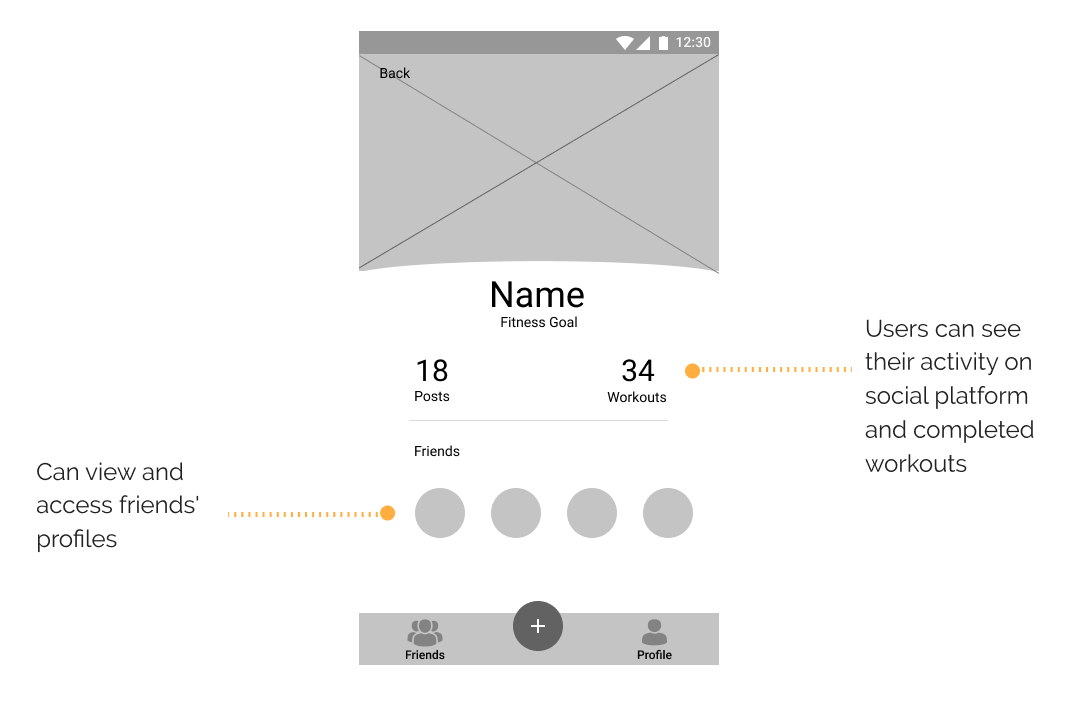 12:30
Back
Name
Fitness Goal
18
34
Posts
Workouts
Users can see
their activity on
social platform
and completed
workouts
Friends
Can view and
access friends'
profiles
+
Friends
Profile